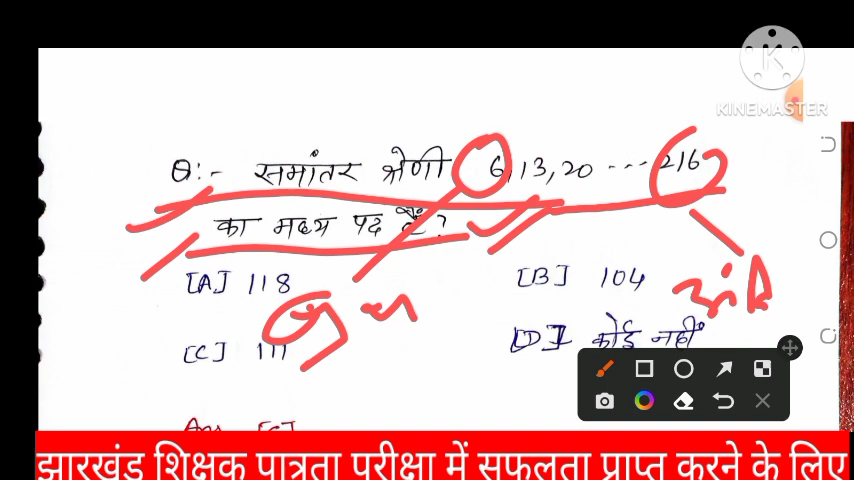 KINEMASTER
Q:- समांतर श्रेणी 6,13,20 --- 216
का मध्य पद है?
[A] 118 [B] 104
[C] 111 [D] कोई नहीं
झारखंड शिक्षक पात्रता परीक्षा में सफलता प्राप्त करने के लिए